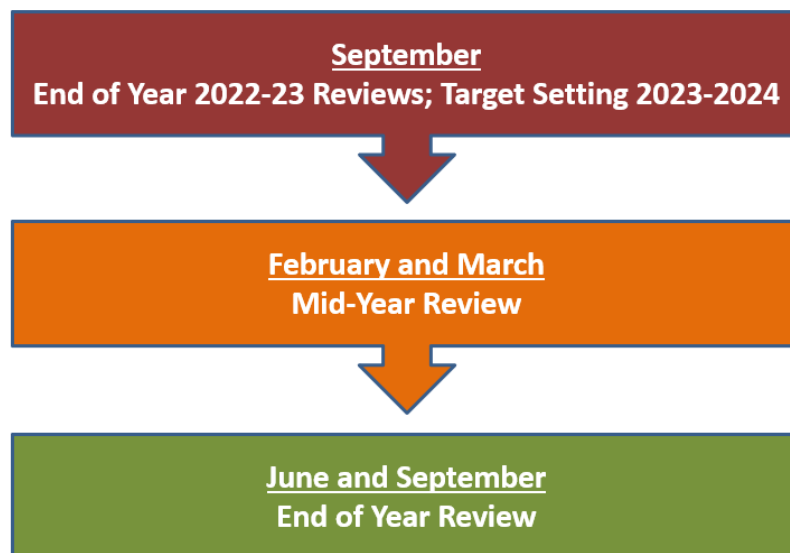 September
End of Year 2022-23 Reviews; Target Setting 2023-2024
February and March
Mid-Year Review
June and September
End of Year Review